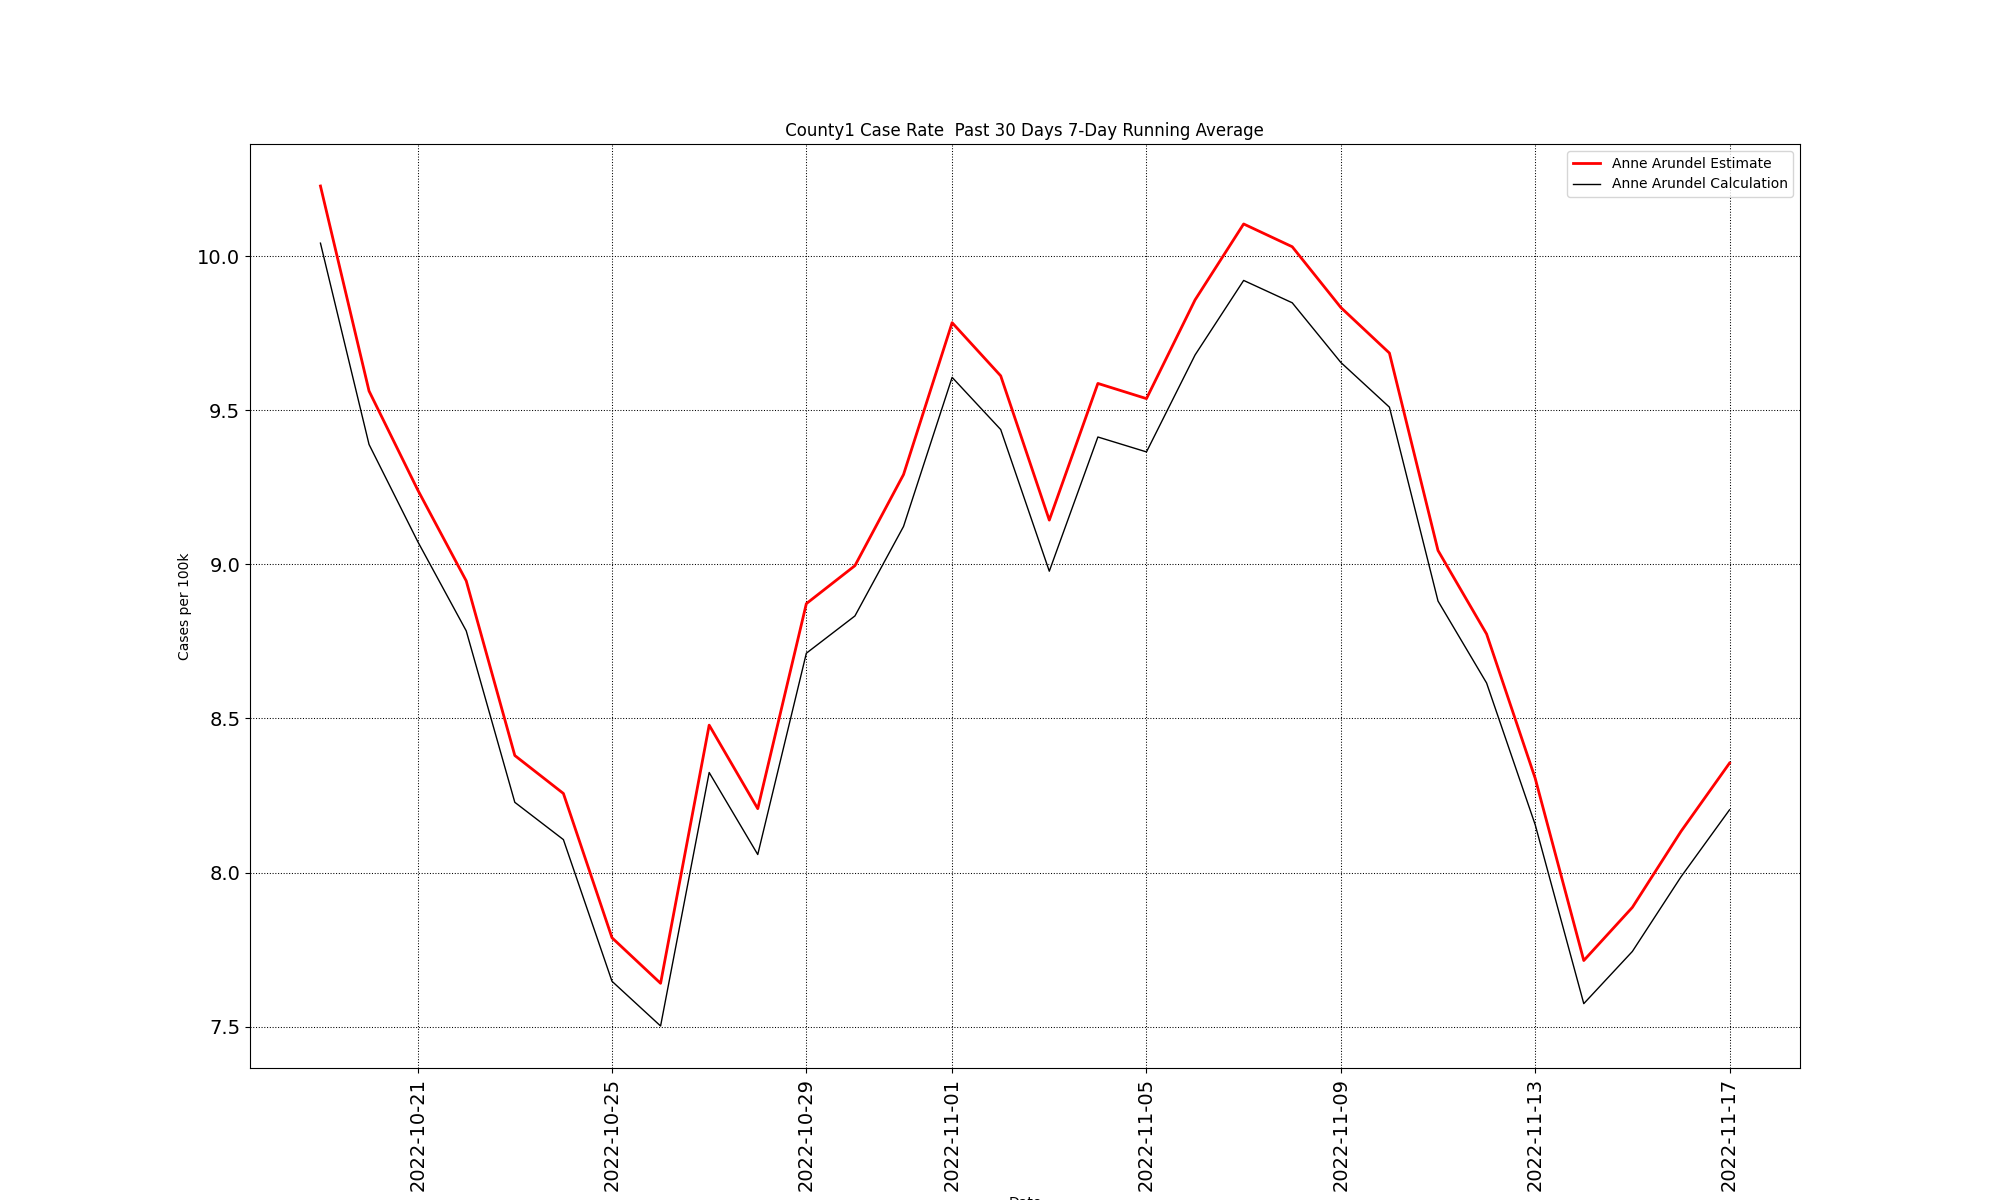 County1 Case Rate  Past 30 Days 7-Day Running Average
Anne Arundel Estimate
Anne Arundel Calculation
Cases per 100k
10.0
9.5
9.0
8.5
8.0
7.5
2022-10-21
2022-10-25
2022-10-29
2022-11-01
2022-11-05
2022-11-09
2022-11-13
2022-11-17
Date